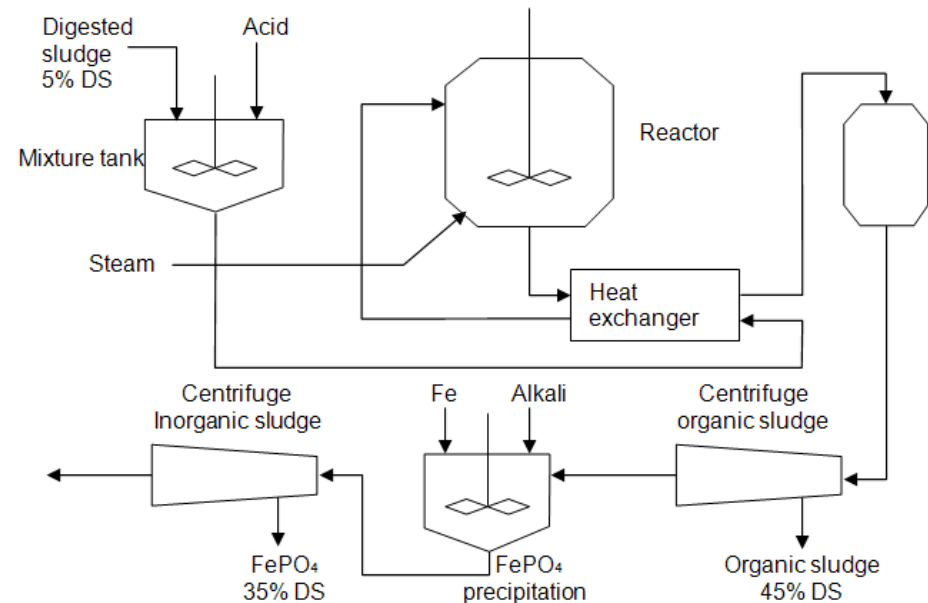 Digested
sludge
5% DS
Acid
Mixture tank
Reactor
Steam
Heat
exchanger
Centrifuge
Inorganic sludge
Fe
Alkali
Centrifuge
organic sludge
FePO₄
35% DS
FePO₄
precipitation
Organic sludge
45% DS